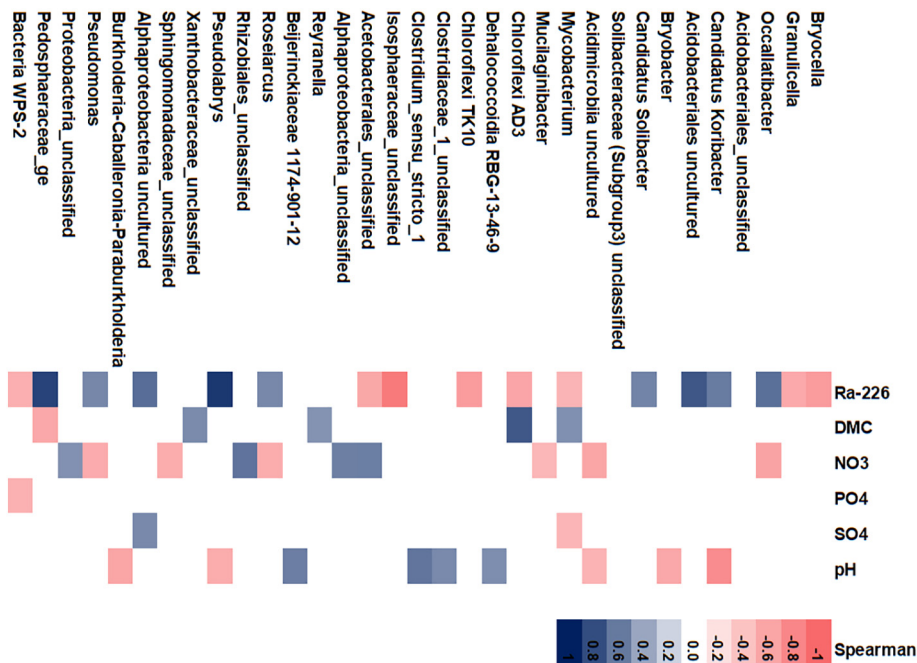 Bacteria WPS-2
Pedosphaeraceae_ge
Proteobacteria_unclassified
Pseudomonas
Burkholderia-Caballeronia-Paraburkholderia
Alphaproteobacteria uncultured
Sphingomonadaceae_unclassified
Xanthobacteraceae_unclassified
Pseudolabrys
Rhizobiales_unclassified
Roseiarcus
Beijerinckiaceae 1174-901-12
Reyranella
Alphaproteobacteria_unclassified
Acetobacterales_unclassified
Isosphaeraceae_unclassified
Clostridium_sensu_stricto_1
Clostridiaceae_1_unclassified
Chloroflexi TK10
Dehalococcoidia RBG-13-46-9
Chloroflexi AD3
Mucilaginibacter
Mycobacterium
Acidimicrobiia uncultured
Solibacteraceae (Subgroup3) unclassified
Candidatus Solibacter
Bryobacter
Acidobacteriales uncultured
Candidatus Koribacter
Acidobacteriales_unclassified
Occallatibacter
Granulicella
Bryocella
Ra-226
DMC
NO3
PO4
SO4
pH
1 0.8 0.6 0.4 0.2 0.0 -0.2 -0.4 -0.6 -0.8 -1 Spearman